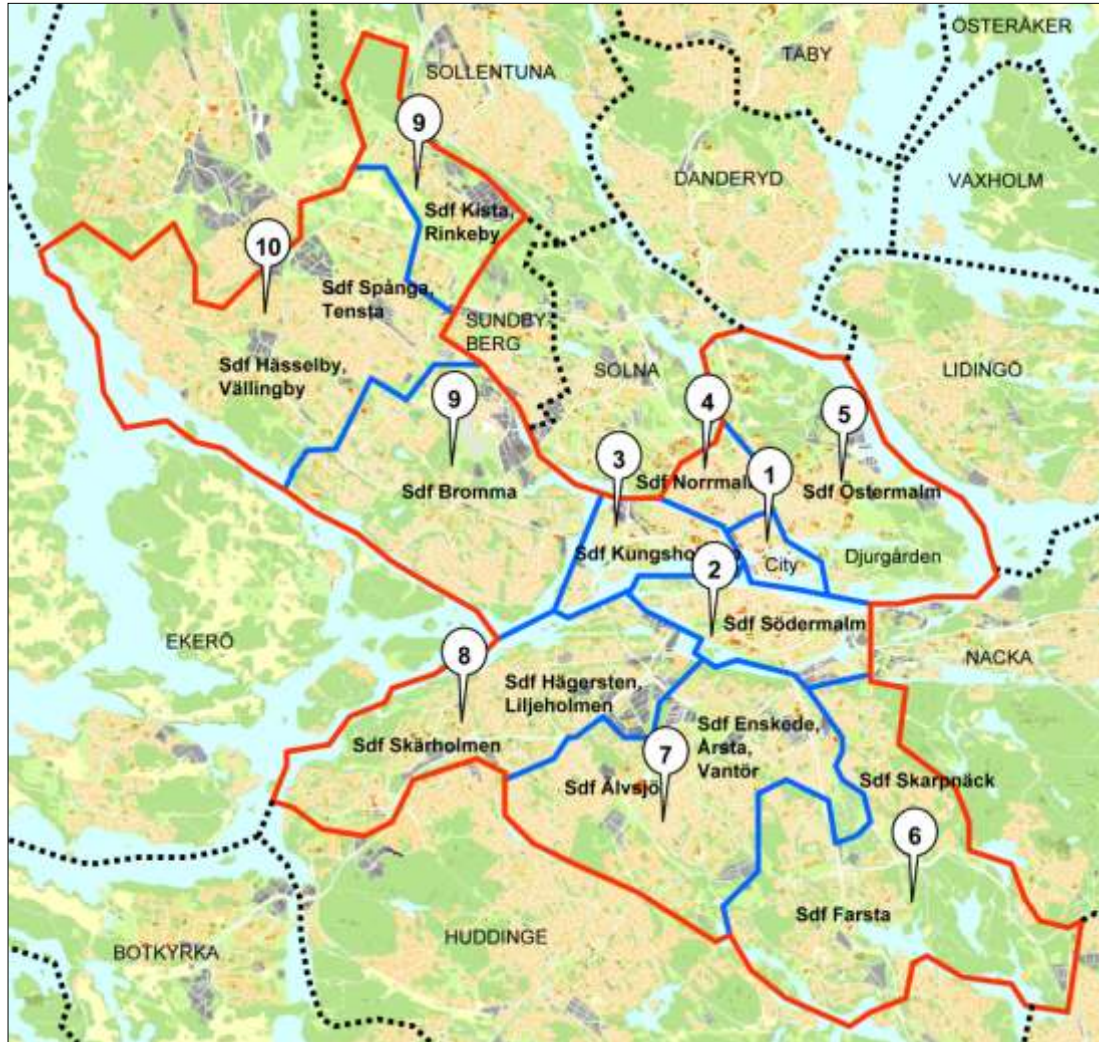 ÖSTERÅKER
TÄBY
SOLLENTUNA
9
DANDERYD
VAXHOLM
Sdf Kista,
Rinkeby
10
Sdf Spånga,
Tensta
SUNDBY-
BERG
Sdf Hässelby,
Vällingby
SOLNA
LIDINGÖ
9
4
5
3
1
Sdf Bromma
Sdf Norrmalm
Sdf Östermalm
Sdf Kungsho
City
Djurgården
2
Sdf Södermalm
EKERÖ
8
NACKA
Sdf Hägersten,
Liljeholmen
Sdf Enskede,
Årsta,
Vantör
Sdf Skärholmen
7
Sdf Älvsjö
Sdf Skarpnäck
6
Sdf Farsta
HUDDINGE
BOTKYRKA